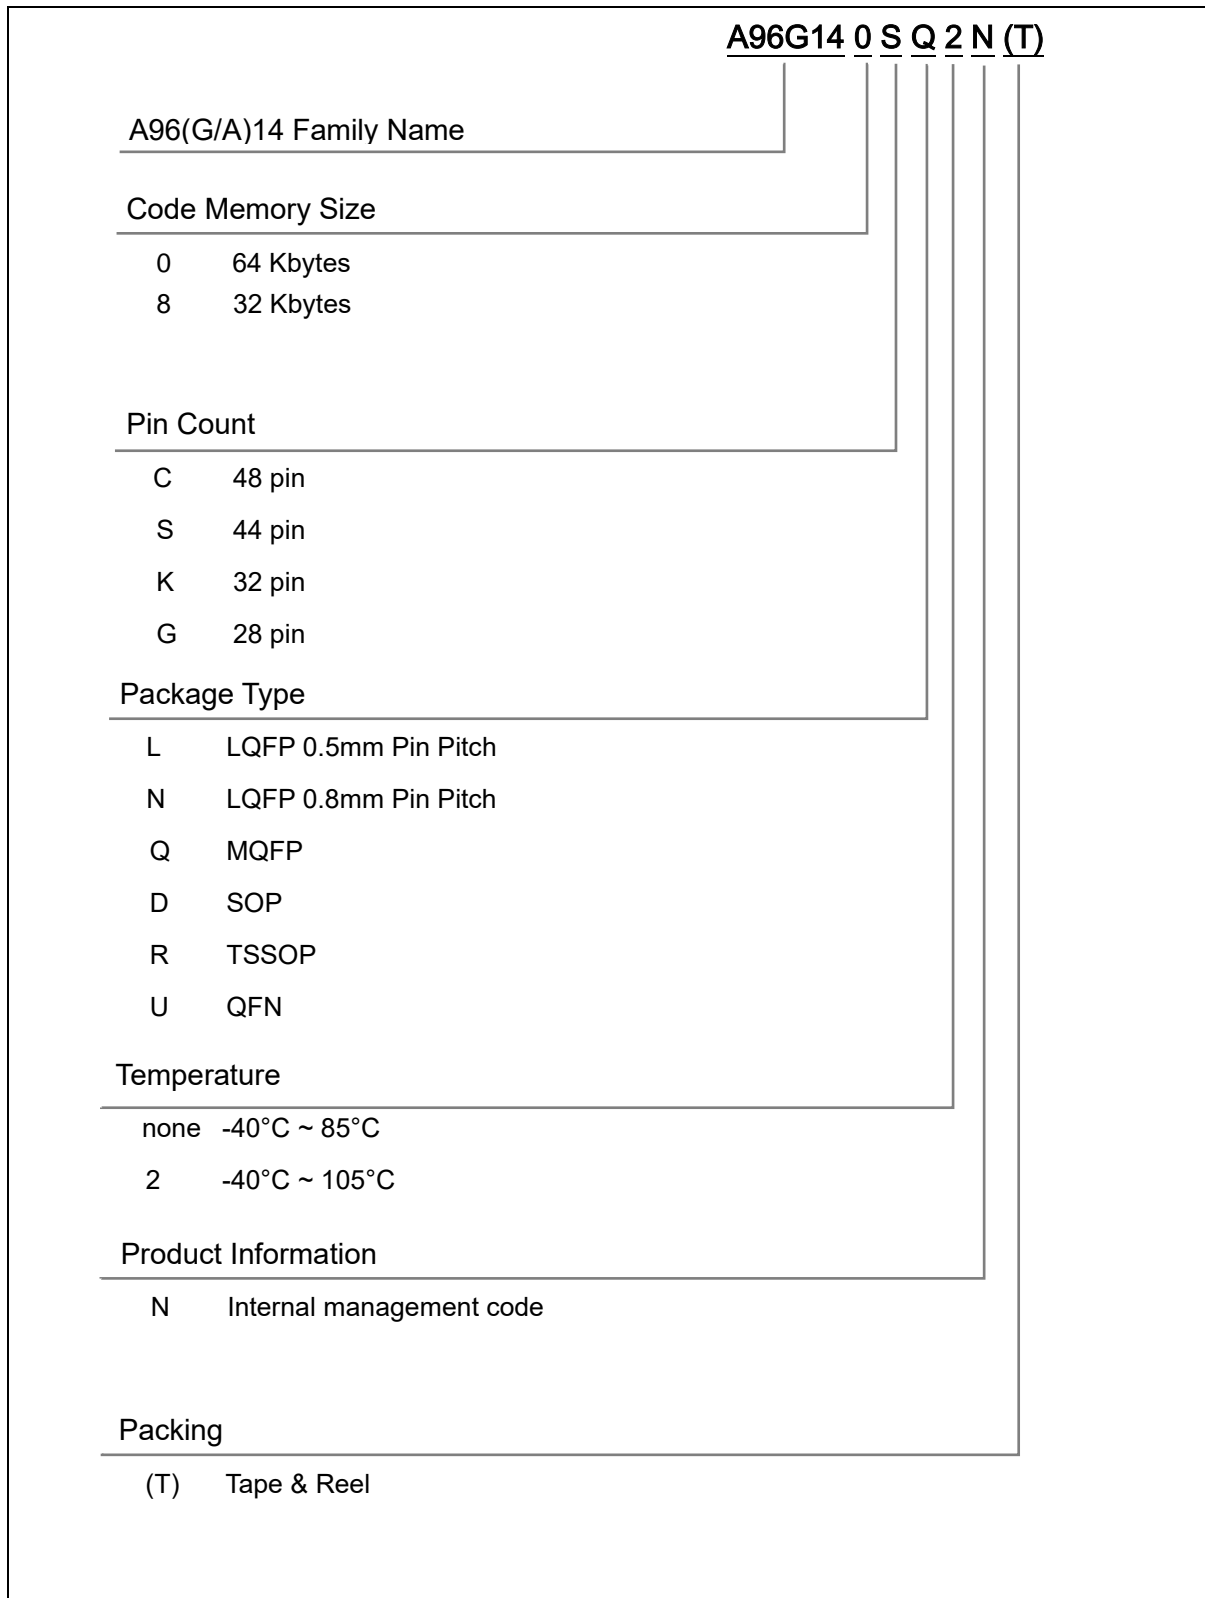 A96G14 0 S Q 2 N (T)
A96(G/A)14 Family Name
Code Memory Size
0 64 Kbytes
8 32 Kbytes
Pin Count
C 48 pin
S 44 pin
K 32 pin
G 28 pin
Package Type
L LQFP 0.5mm Pin Pitch
N LQFP 0.8mm Pin Pitch
Q MQFP
D SOP
R TSSOP
U QFN
Temperature
none -40°C ~ 85°C
2 -40°C ~ 105°C
Product Information
N Internal management code
Packing
(T) Tape & Reel